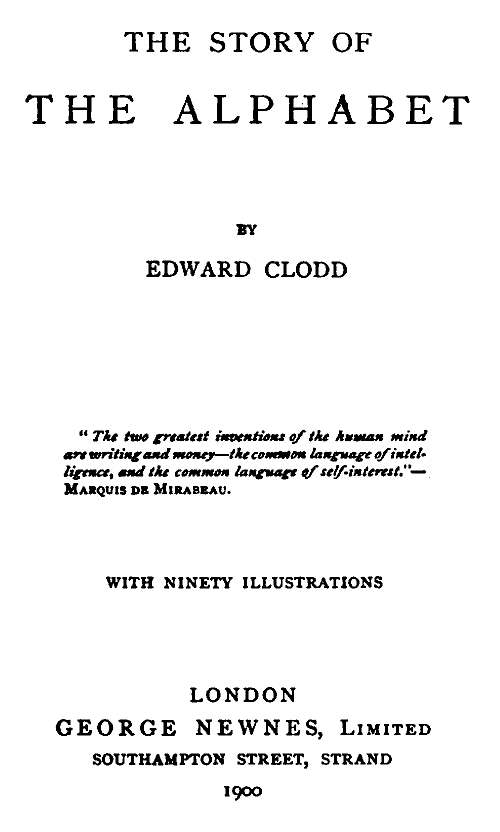 THE STORY OF
THE ALPHABET
BY
EDWARD CLODD
"The two greatest inventions of the human mind
are writing and money—the common language of intel-
ligence, and the common language of self-interest."—
MARQUIS DE MIRABEAU.
WITH NINETY ILLUSTRATIONS
LONDON
GEORGE NEWNES, LIMITED
SOUTHAMPTON STREET, STRAND
1900